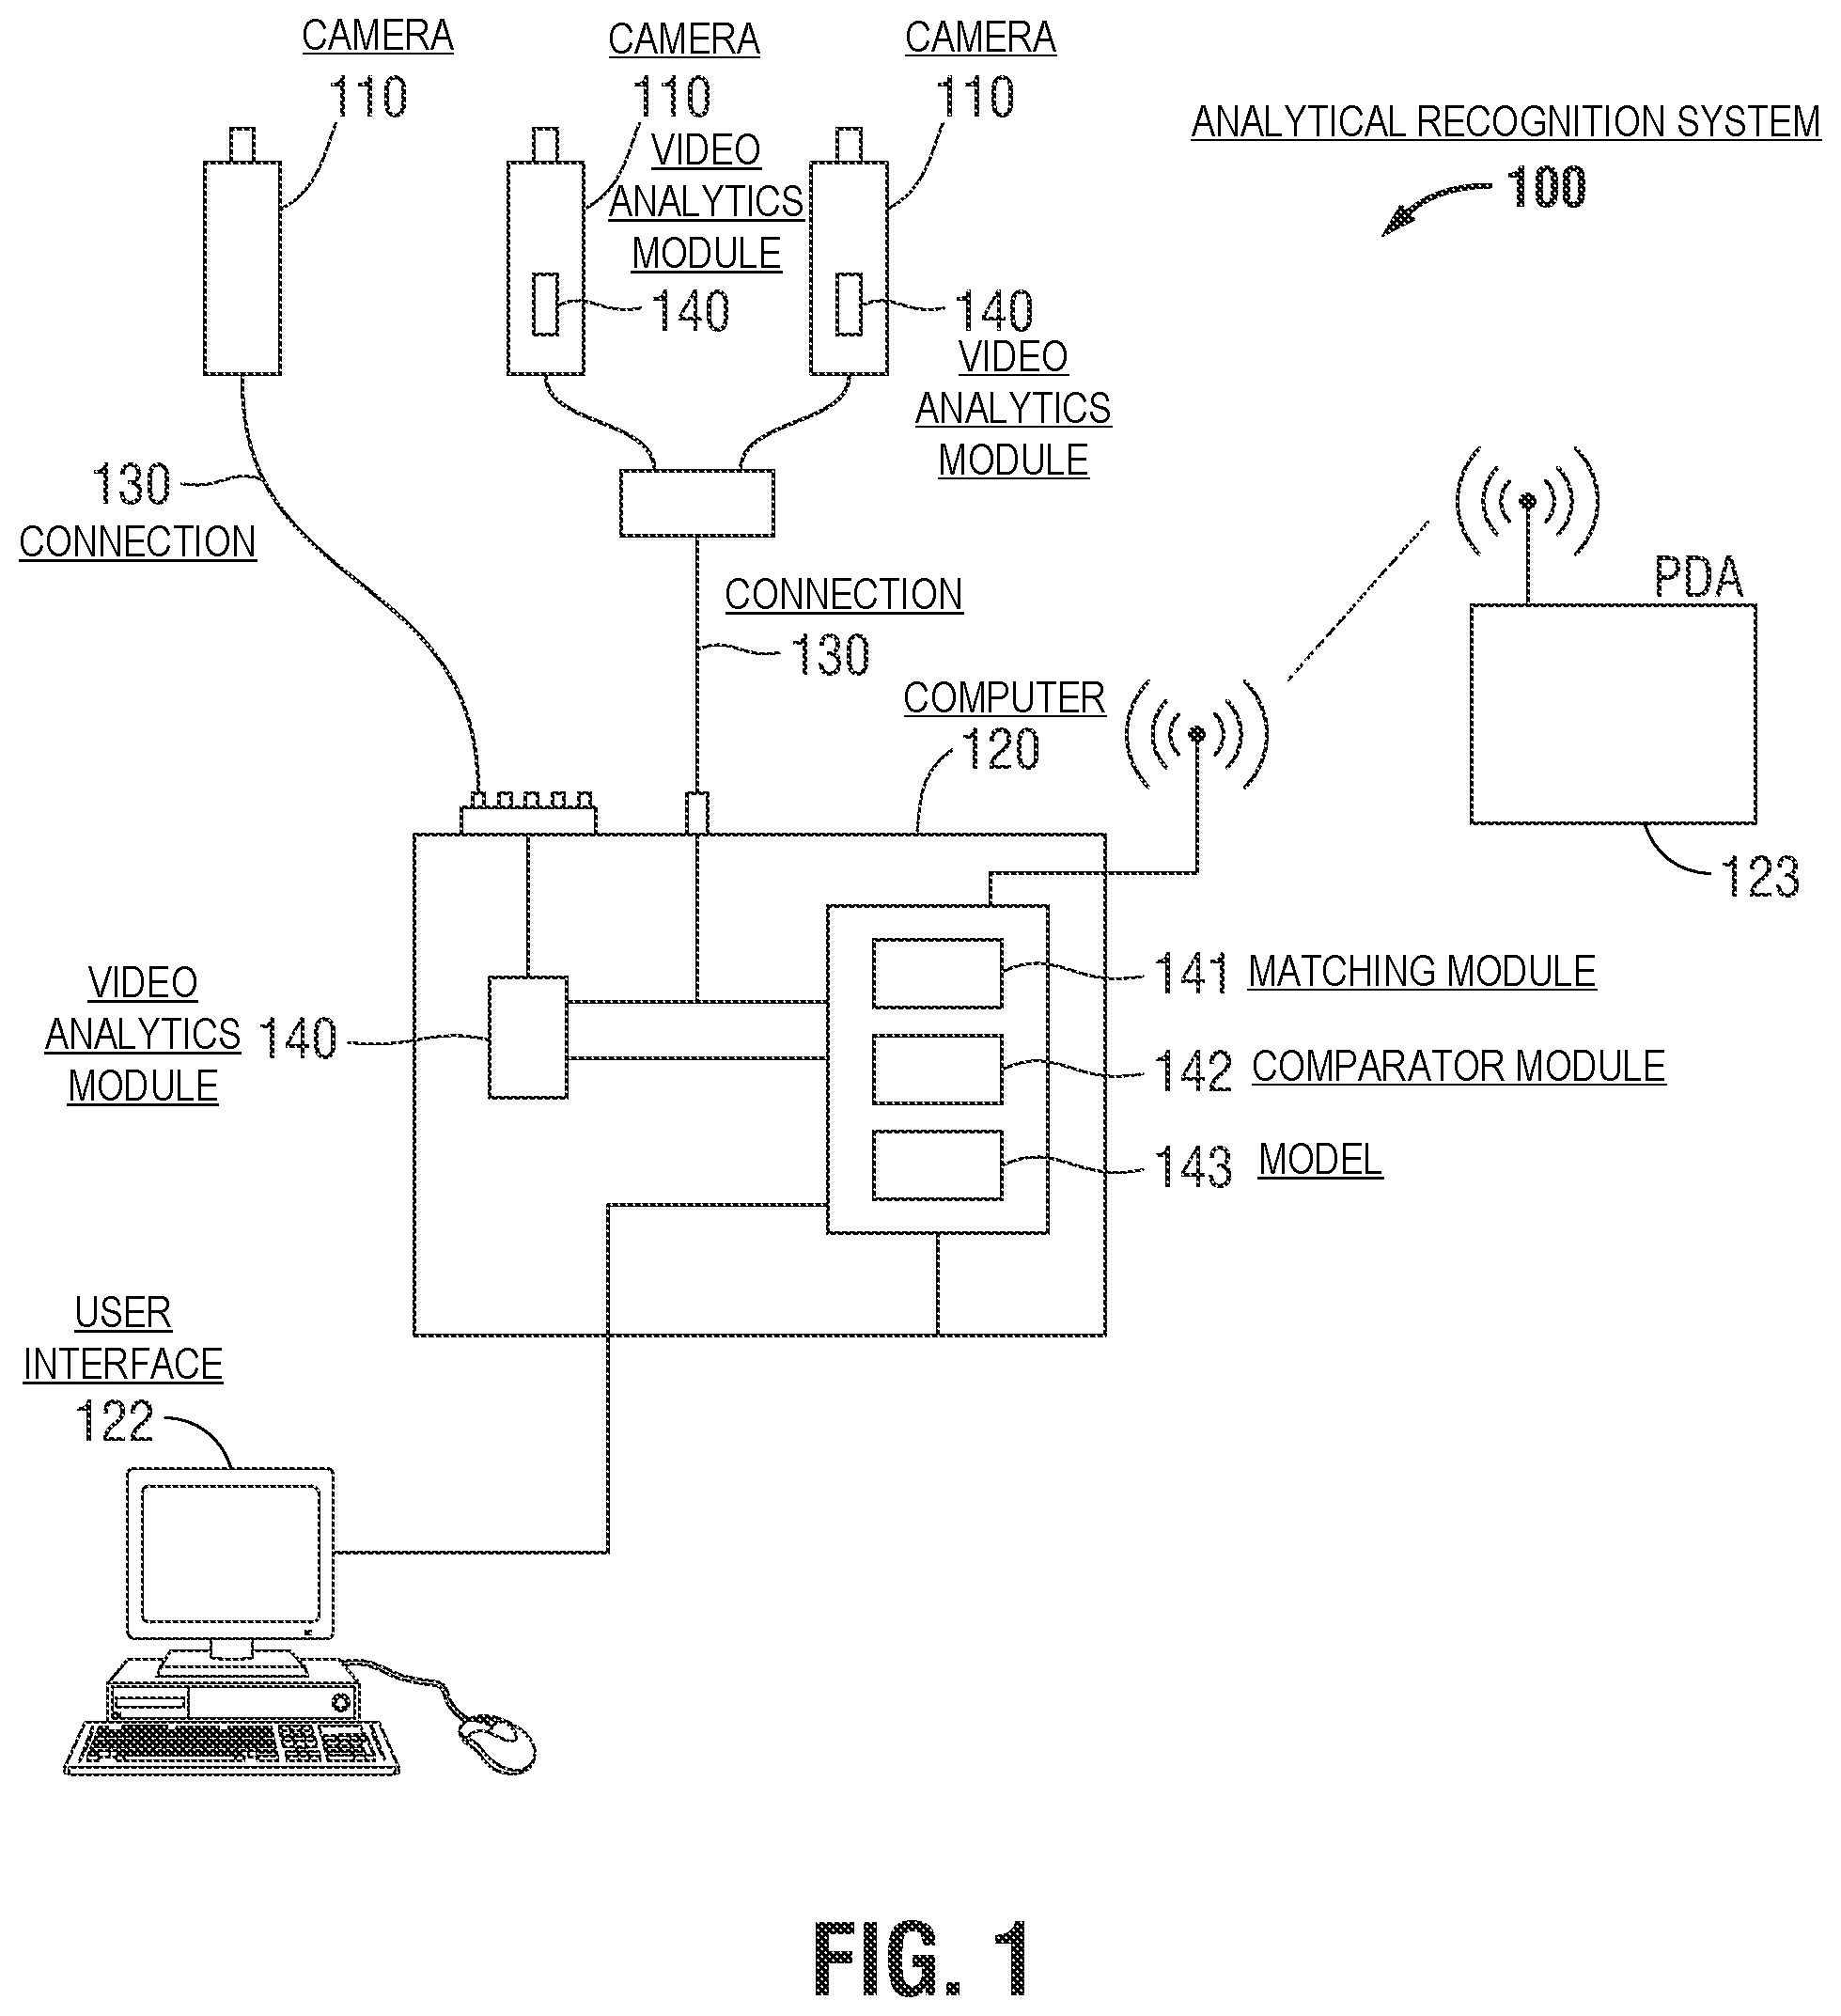 CAMERA
110
CAMERA
110
CAMERA
110
ANALYTICAL RECOGNITION SYSTEM
100
VIDEO
ANALYTICS
MODULE
140
140
VIDEO
ANALYTICS
MODULE
130
CONNECTION
CONNECTION
130
PDA
123
COMPUTER
120
141 MATCHING MODULE
142 COMPARATOR MODULE
143 MODEL
VIDEO
ANALYTICS 140
MODULE
USER
INTERFACE
122
FIG. 1